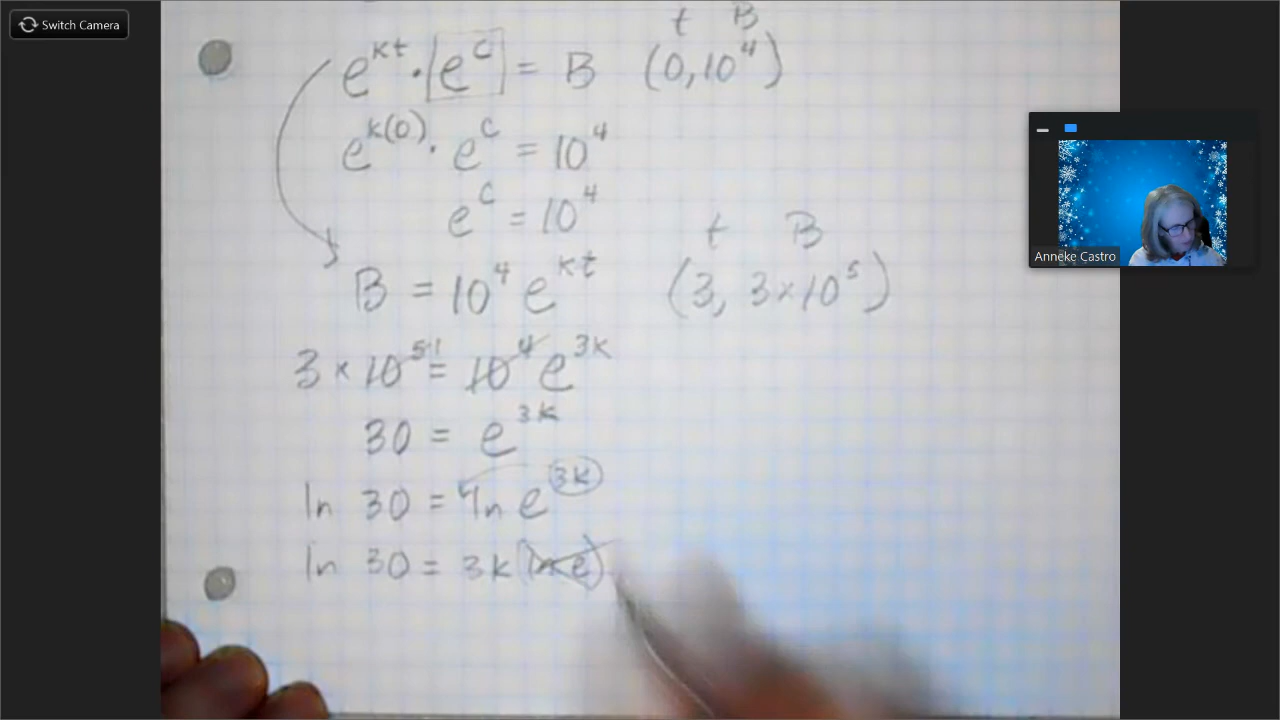 Switch Camera
t B
e^{kt} · e^{c} = B (0, 10^4)
e^{k(0)} · e^{c} = 10^4
e^{c} = 10^4
t B
B = 10^4 e^{kt} (3, 3×10^5)
3 × 10^{5 1} = 10^4 e^{3k}
30 = e^{3k}
ln 30 = ln e^{3k}
ln 30 = 3k (ln e)
Anneke Castro